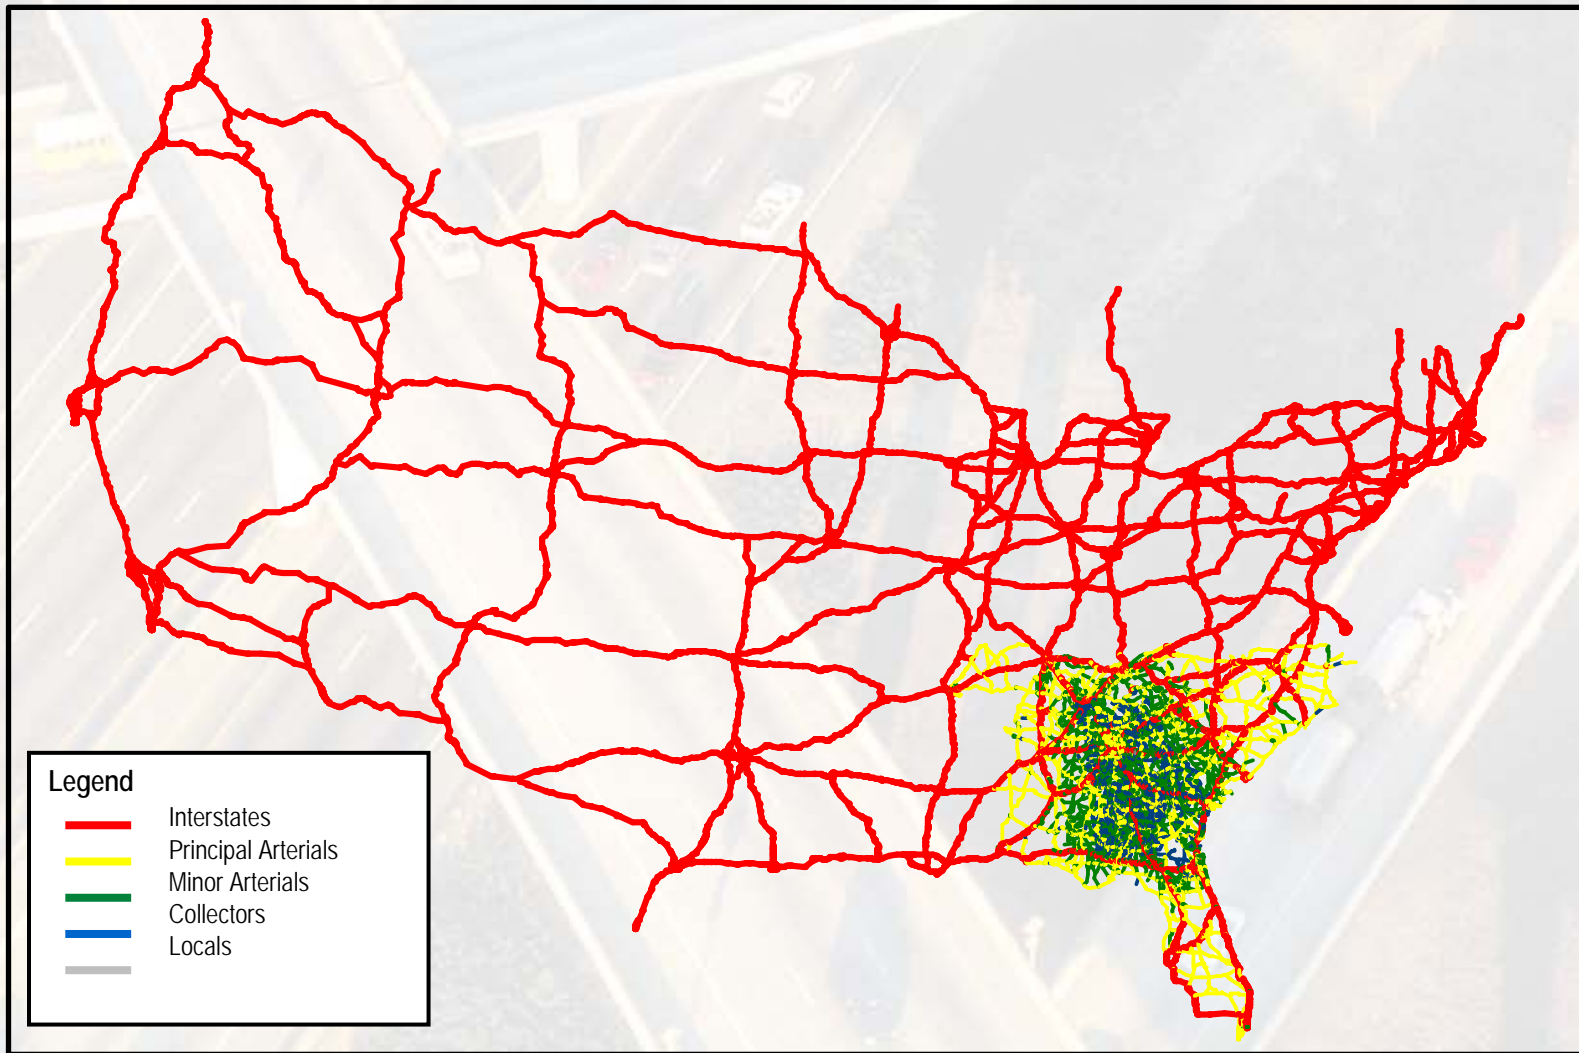 Legend
Interstates
Principal Arterials
Minor Arterials
Collectors
Locals